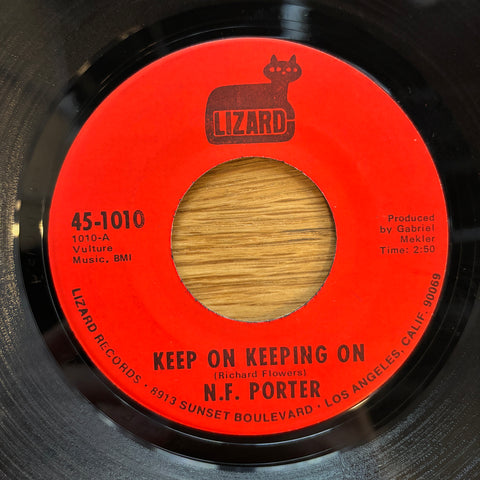 LIZARD
45-1010
1010-A
Vulture
Music, BMI
Produced
by Gabriel
Mekler
Time: 2:50
KEEP ON KEEPING ON
(Richard Flowers)
N.F. PORTER
LIZARD RECORDS · 8913 SUNSET BOULEVARD · LOS ANGELES, CALIF. 90069